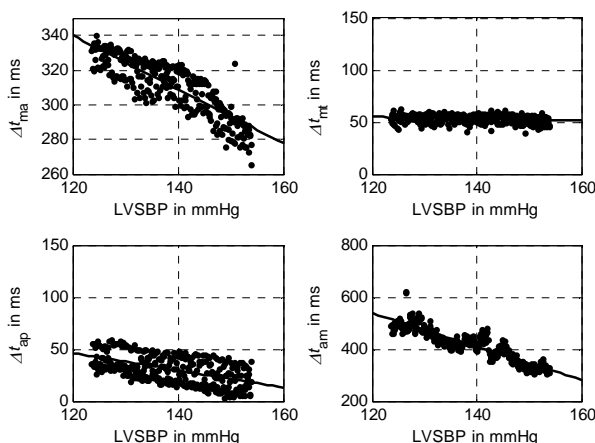 340
320
300
280
260
Δt_ma in ms
120 140 160
LVSBP in mmHg
150
100
50
0
Δt_mt in ms
120 140 160
LVSBP in mmHg
150
100
50
0
Δt_ap in ms
120 140 160
LVSBP in mmHg
800
600
400
200
Δt_am in ms
120 140 160
LVSBP in mmHg